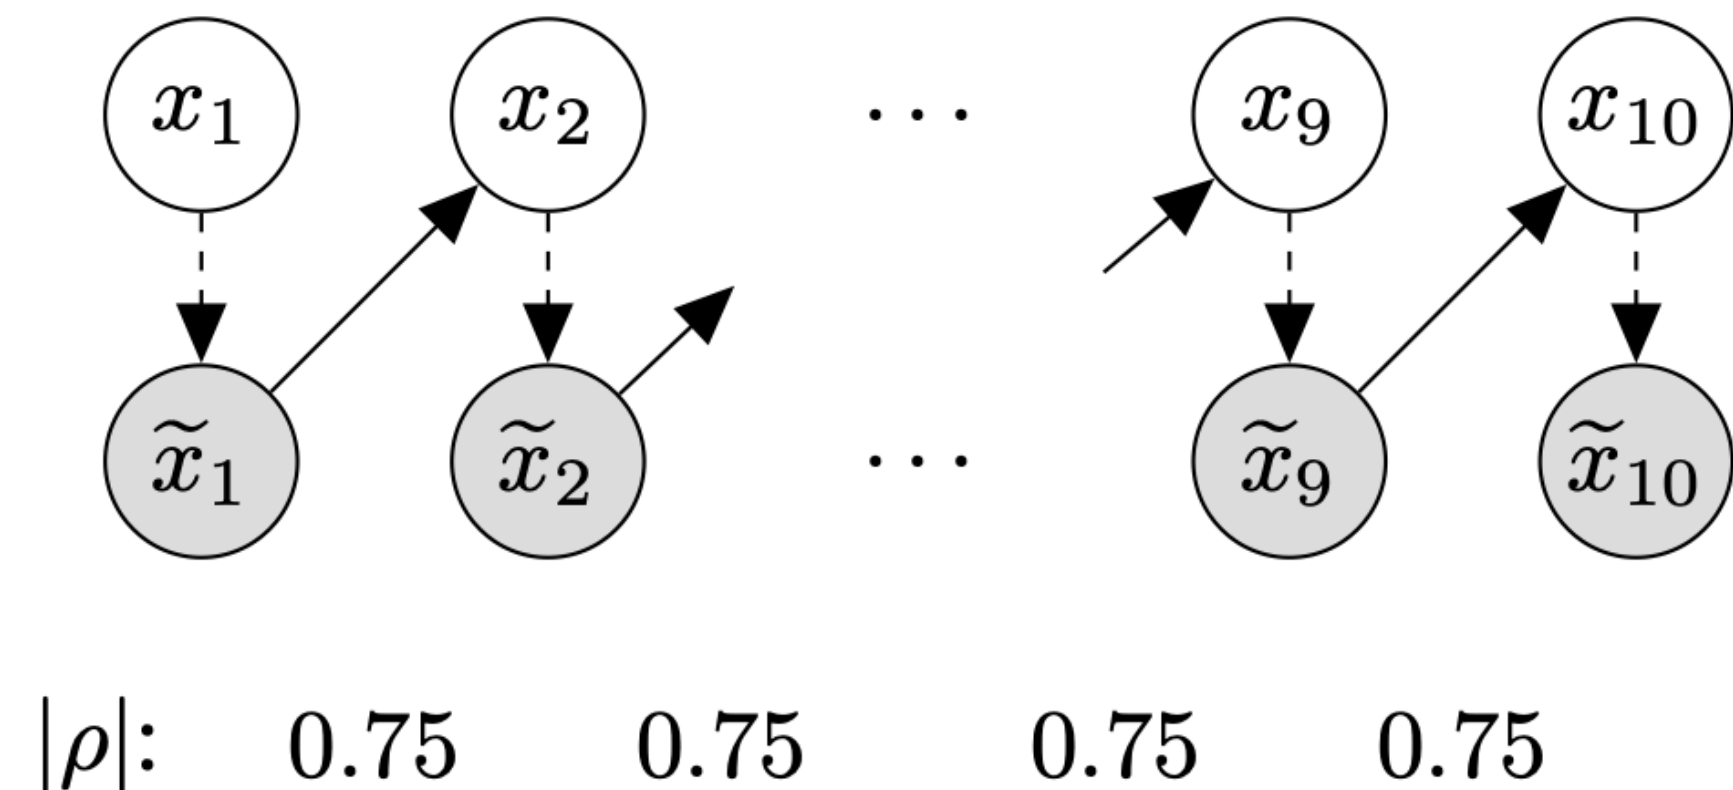 x₁ x₂ ⋯ x₉ x₁₀
x̃₁ x̃₂ ⋯ x̃₉ x̃₁₀
|ρ|: 0.75 0.75 0.75 0.75